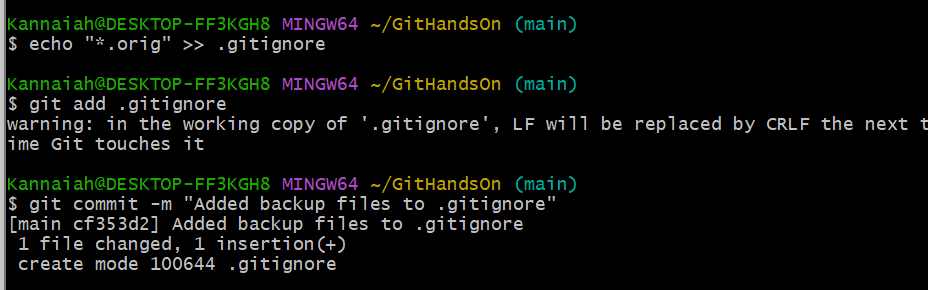 Kannaiah@DESKTOP-FF3KGH8 MINGW64 ~/GitHandsOn (main)
$ echo "*.orig" >> .gitignore
Kannaiah@DESKTOP-FF3KGH8 MINGW64 ~/GitHandsOn (main)
$ git add .gitignore
warning: in the working copy of '.gitignore', LF will be replaced by CRLF the next t
ime Git touches it
Kannaiah@DESKTOP-FF3KGH8 MINGW64 ~/GitHandsOn (main)
$ git commit -m "Added backup files to .gitignore"
[main cf353d2] Added backup files to .gitignore
 1 file changed, 1 insertion(+)
 create mode 100644 .gitignore